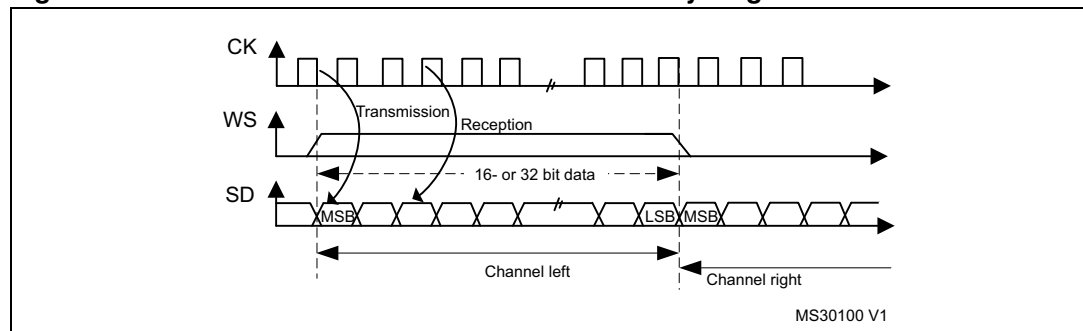 CK
Transmission
WS
Reception
16- or 32 bit data
SD
MSB
LSB
MSB
Channel left
Channel right
MS30100 V1